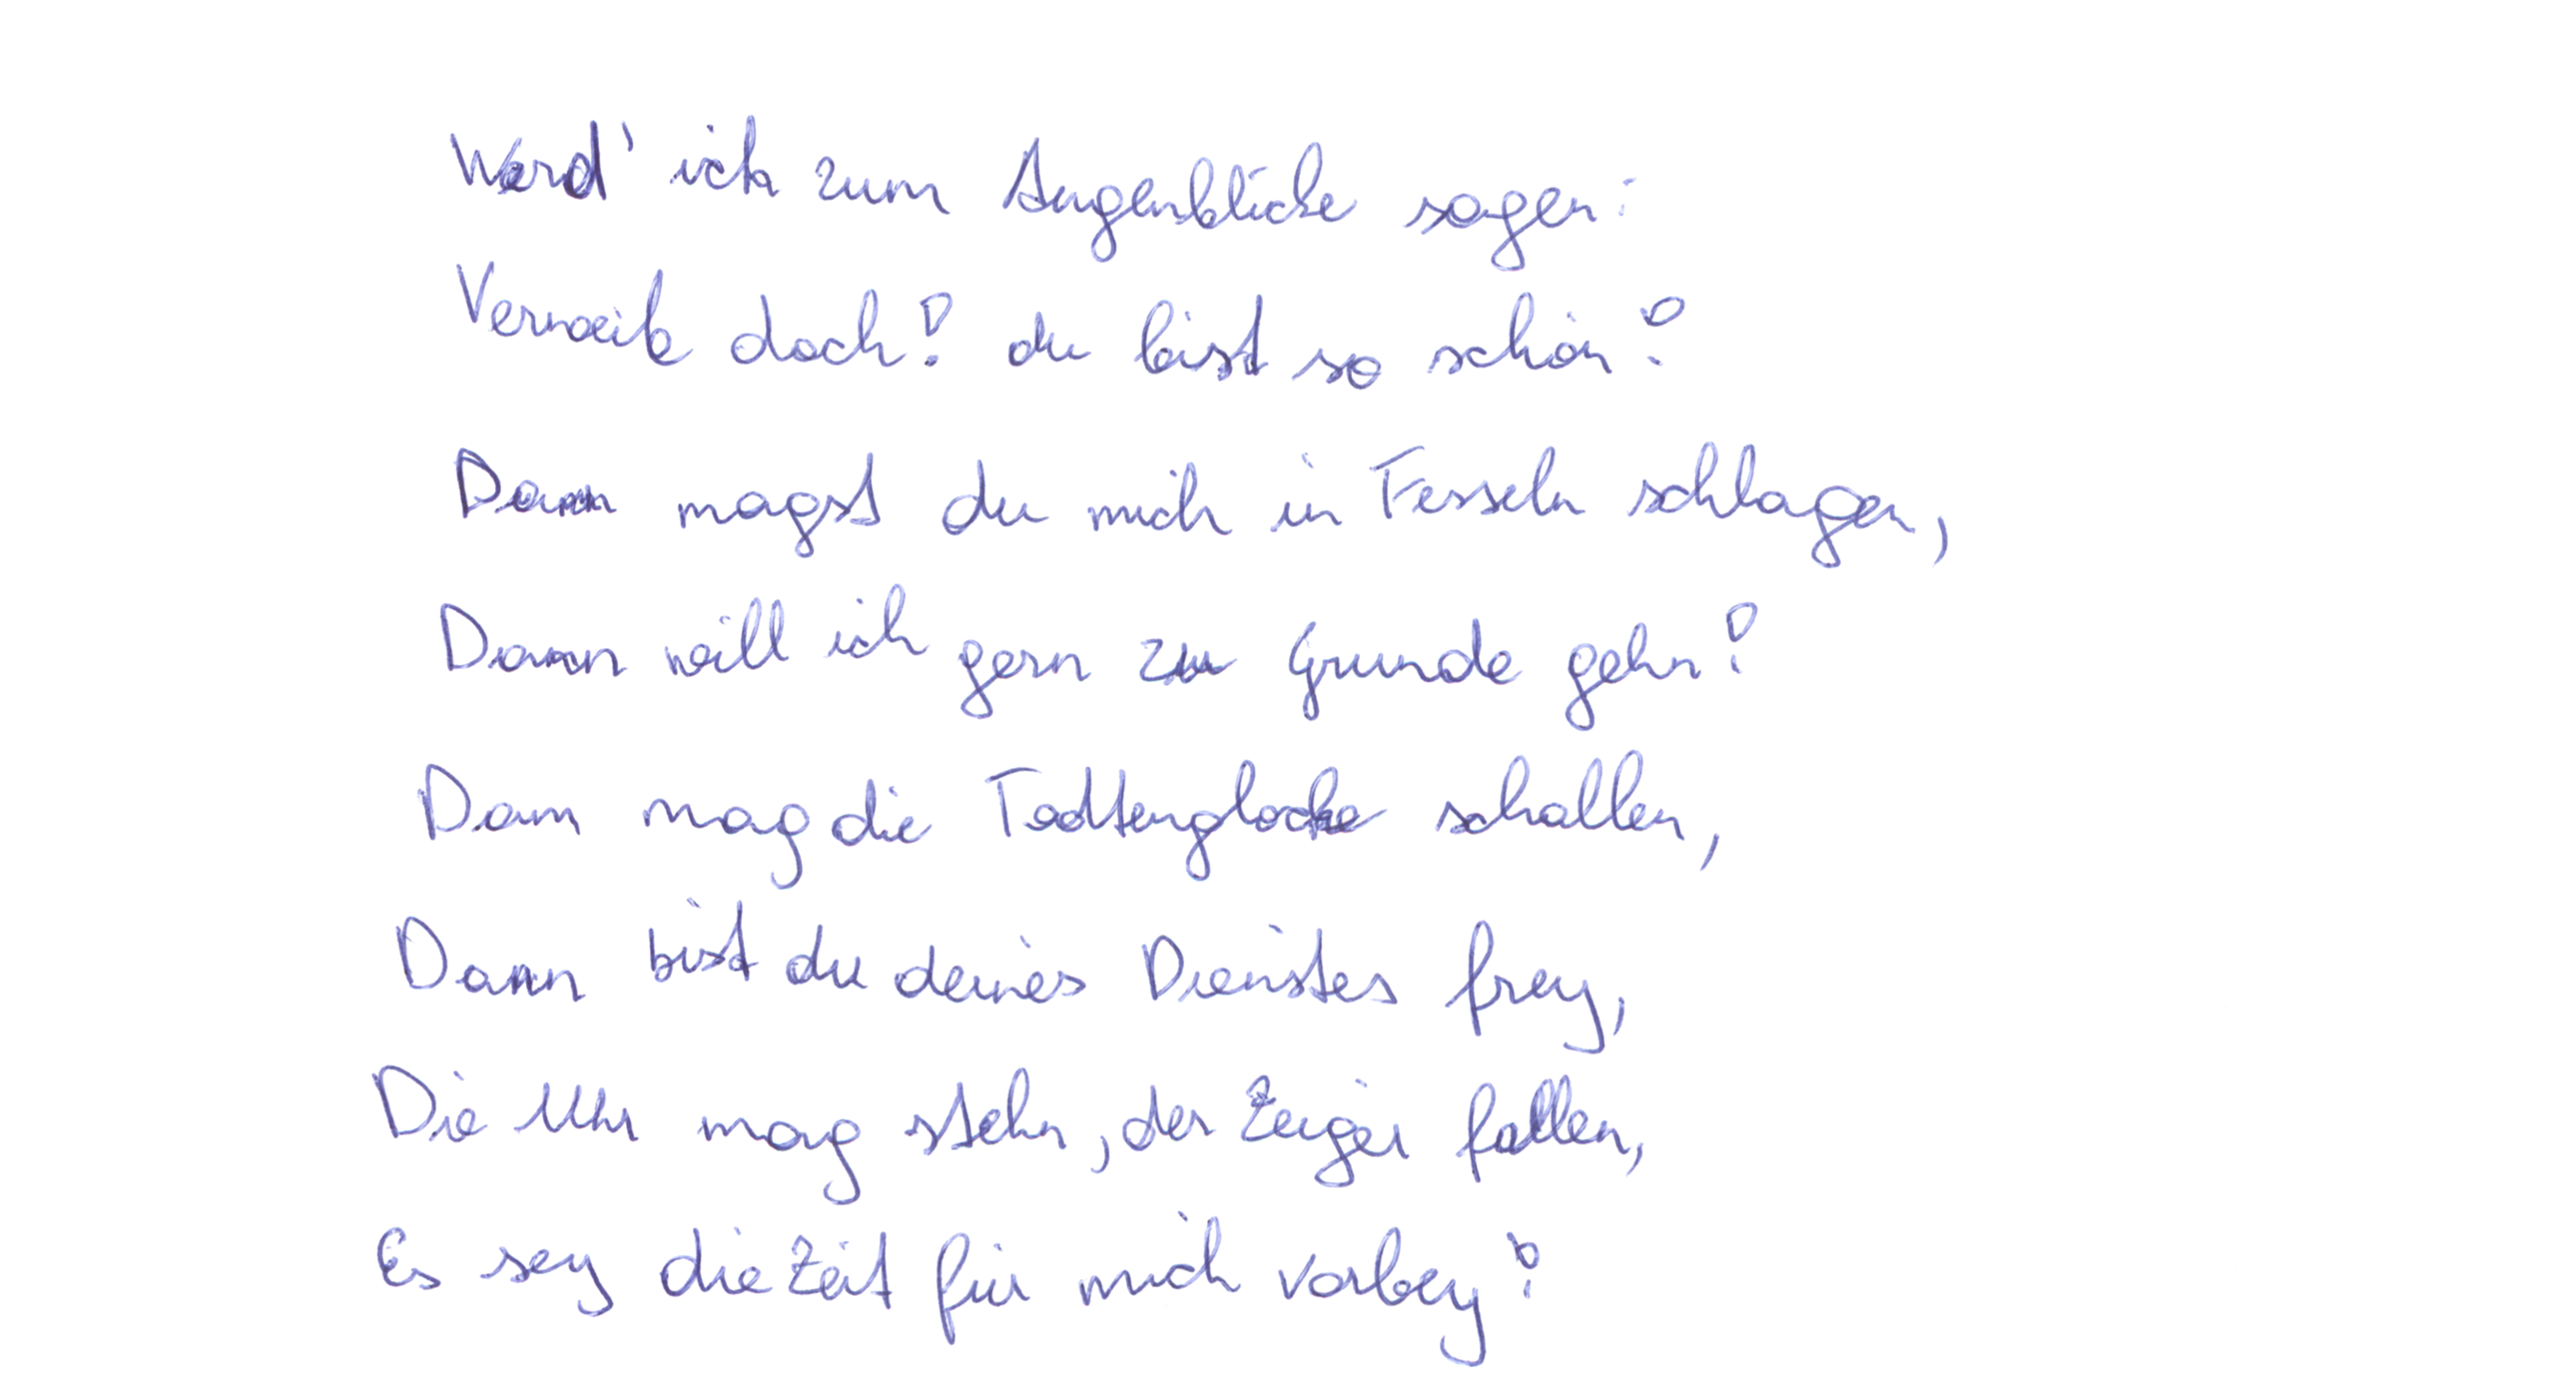 Werd' ich zum Augenblicke sagen:
Verweile doch! du bist so schön!
Dann magst du mich in Fesseln schlagen,
Dann will ich gern zu Grunde gehn!
Dann mag die Todtenglocke schallen,
Dann bist du deines Dienstes frey,
Die Uhr mag stehn, der Zeiger fallen,
Es sey die Zeit für mich vorbey!